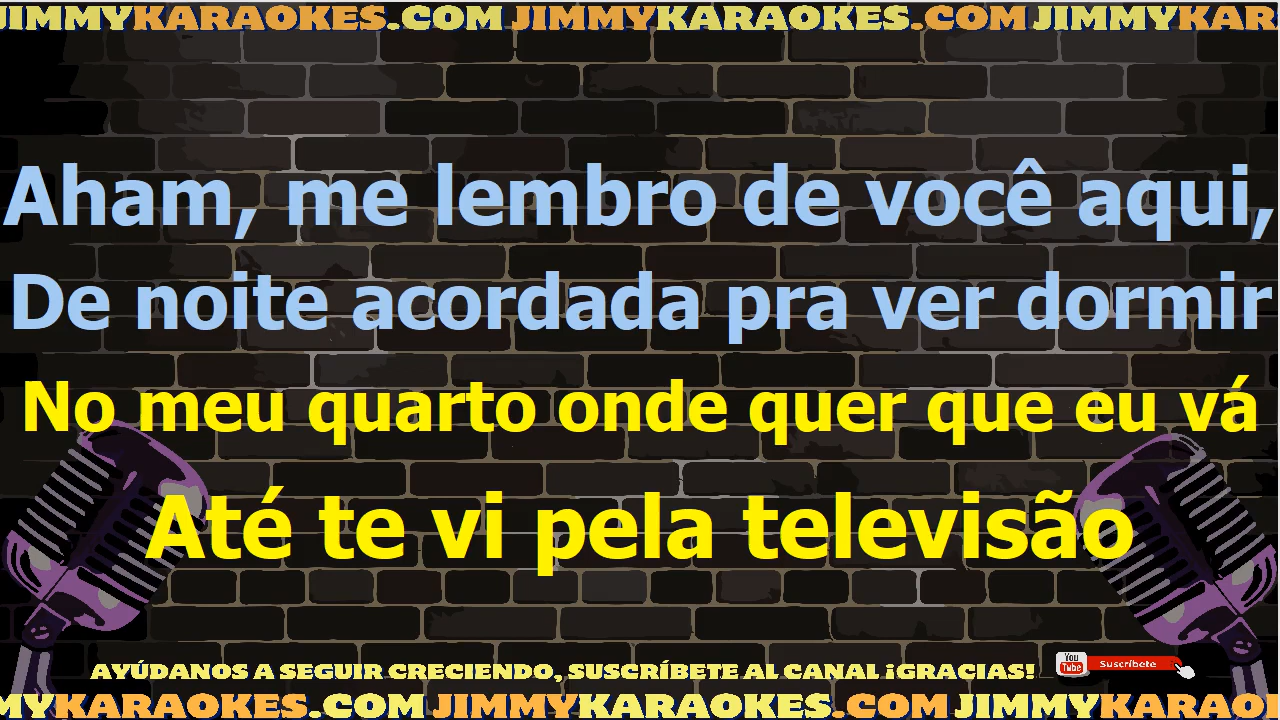 JIMMYKARAOKES.COM JIMMYKARAOKES.COM JIMMYKAR
Aham, me lembro de você aqui,
De noite acordada pra ver dormir
No meu quarto onde quer que eu vá
Até te vi pela televisão
AYÚDANOS A SEGUIR CRECIENDO, SUSCRÍBETE AL CANAL ¡GRACIAS!
You Tube Suscríbete
MYKARAOKES.COM JIMMYKARAOKES.COM JIMMYKARAOK